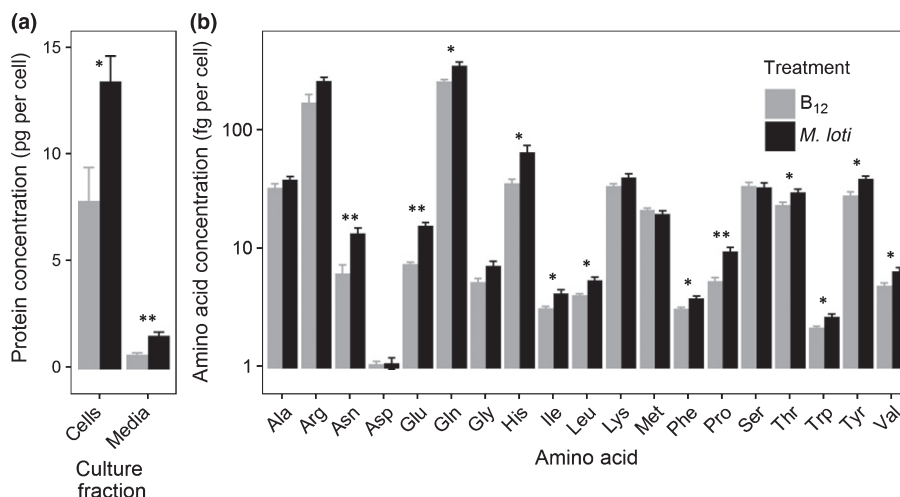 (a)
Protein concentration (pg per cell)
15
10
5
0
*
**
Cells
Media
Culture
fraction
(b)
Amino acid concentration (fg per cell)
100
10
1
** ** * * * * * ** * * * *
Treatment
B12
M. loti
Ala Arg Asn Asp Glu Gln Gly His Ile Leu Lys Met Phe Pro Ser Thr Trp Tyr Val
Amino acid